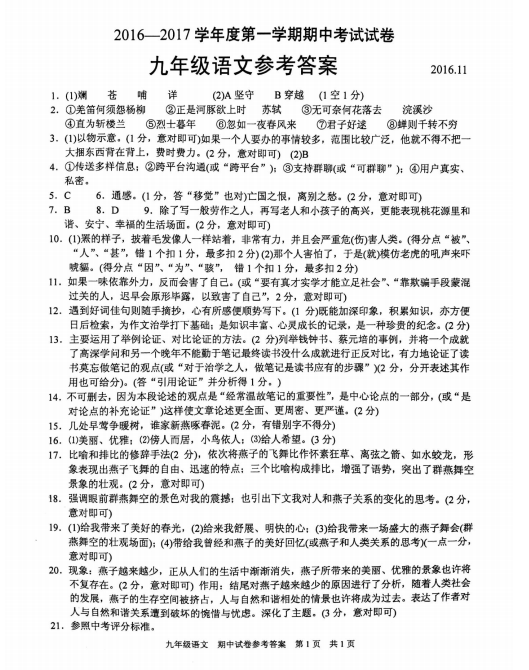 2016—2017 学年度第一学期期中考试试卷
九年级语文参考答案
2016.11
1．(1)斓 苍 哺 详 (2)A 坚守 B 穿越 (1 空 1 分)
2．①羌笛何须怨杨柳 ②正是河豚欲上时 苏轼 ③无可奈何花落去 浣溪沙
④直为斩楼兰 ⑤烈士暮年 ⑥忽如一夜春风来 ⑦君子好逑 ⑧蝉则千转不穷
3．(1)以物示意。(1 分，意对即可)如果一个人要办的事情较多，范围比较广泛，他就不得不把一
大捆东西背在背上，费时费力。(2 分，意对即可) (2)B
4．①传送多样信息；②跨平台沟通(或“跨平台”)；③支持群聊(或“可群聊”)；④用户真实、
私密。
5．C 6．通感。(1 分，答“移觉”也对)亡国之恨，离别之愁。(2 分，意对即可)
7．B 8．D 9．除了写一般劳作之人，再写老人和小孩子的高兴，更能表现桃花源里和
谐、安宁、幸福的生活场面。(2 分，意对即可)
10．(1)罴的样子，披着毛发像人一样站着，非常有力，并且会严重危(伤)害人类。(得分点“被”、
“人”、“甚”，错 1 个扣 1 分，最多扣 2 分)(2)那个人害怕了，于是(就)模仿老虎的吼声来吓
唬貙。(得分点“因”、“为”、“骇”， 错 1 个扣 1 分，最多扣 2 分)
11．如果一味依靠外力，反而会害了自己。(或“要有真才实学才能立足社会”、“靠欺骗手段蒙混
过关的人，迟早会原形毕露，以致害了自己”，2 分，意对即可)
12．遇到好词佳句则随手摘抄，心有所感便顺势写下。(1 分)既能加深印象，积累知识，亦方便
日后检索，为作文治学打下基础；是知识丰富、心灵成长的记录，是一种珍贵的纪念。(2 分)
13．主要运用了举例论证、对比论证的方法。(2 分)列举钱钟书、蔡元培的事例，并将一个成就
了高深学问和另一个晚年不能勤于笔记最终读书没什么成就进行正反对比，有力地论证了读
书莫忘做笔记的观点(或“对于治学之人，做笔记是读书应有的步骤”)(2 分，分开表述其作
用也可给分)。(答“引用论证”并分析得 1 分。)
14．不可删去，因为本段论述的观点是“经常温故笔记的重要性”，是中心论点的一部分，(或“是
对论点的补充论证”)这样使文章论述更全面、更周密、更严谨。(2 分)
15．几处早莺争暖树，谁家新燕啄春泥。(2 分，有错别字不得分)
16．⑴美丽、优雅；⑵傍人而居，小鸟依人；⑶给人希望。(3 分)
17．比喻和排比的修辞手法(2 分)，依次将燕子的飞舞比作怀素狂草、离弦之箭、如水蛟龙，形
象表现出燕子飞舞的自由、迅速的特点；三个比喻构成排比，增强了语势，突出了群燕舞空
景象的壮观。(2 分，意对即可)
18．强调眼前群燕舞空的景色对我的震撼；也引出下文我对人和燕子关系的变化的思考。(2 分，
意对即可)
19．(1)给我带来了美好的春光，(2)给来我舒展、明快的心；(3)给我带来一场盛大的燕子舞会(群
燕舞空的壮观场面)；(4)带给我曾经和燕子的美好回忆(或燕子和人类关系的思考)(一点一分，
意对即可)
20．现象：燕子越来越少，正从人们的生活中渐渐消失，燕子所带来的美丽、优雅的景象也许将
不复存在。(2 分，意对即可) 作用：结尾对燕子越来越少的原因进行了分析，随着人类社会
的发展，燕子的生存空间被挤占，人与自然和谐相处的情景也许将成为过去。表达了作者对
人与自然和谐关系遭到破坏的惋惜与忧虑。深化了主题。(3 分，意对即可)
21．参照中考评分标准。
九年级语文 期中试卷参考答案 第 1 页 共 1 页